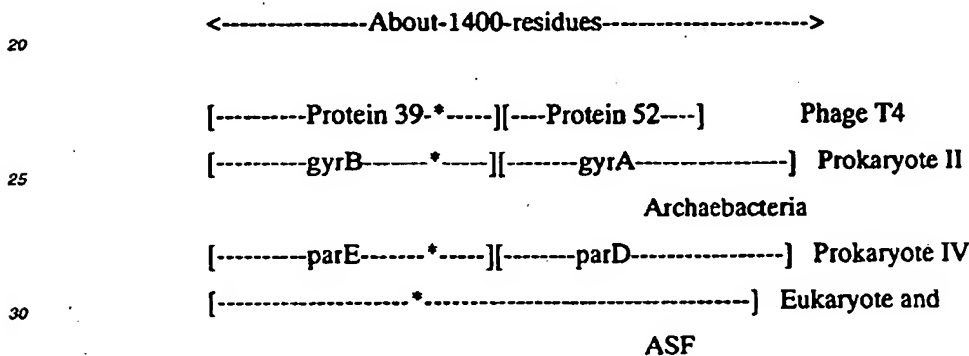 <-----------About-1400-residues--------------------->
20
[----------Protein 39-*-----][----Protein 52----] Phage T4
[----------gyrB-------*-----][-------gyrA---------------] Prokaryote II
25
Archaebacteria
[---------parE-------*-----][--------parD---------------] Prokaryote IV
[-------------------*---------------------------------] Eukaryote and
30
ASF